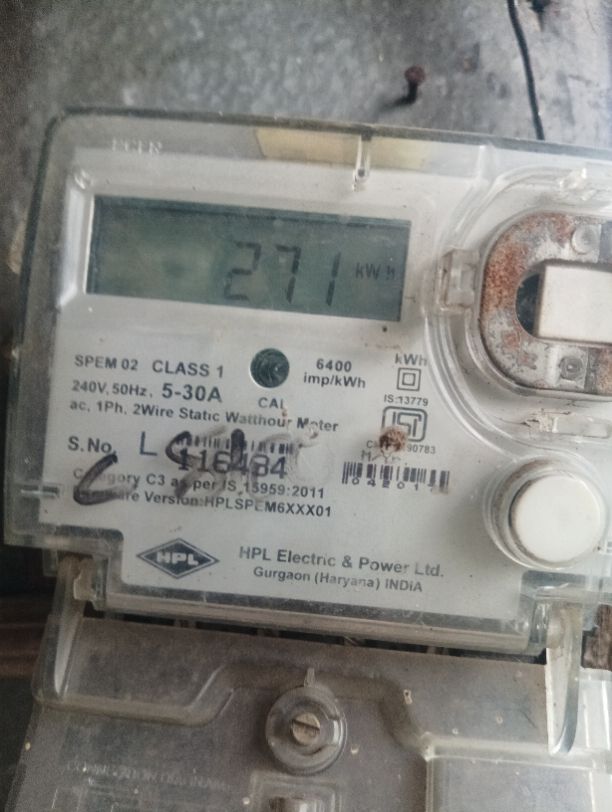 271 kWh
SPEM 02 CLASS 1
6400
imp/kWh
kWh
240V, 50Hz, 5-30A
CAL
IS:13779
ac, 1Ph, 2Wire Static Watthour Meter
S.No.
116434
M/Yr.
Category C3 as per IS 15959:2011
Version:HPLSPEM6XXX01
HPL
HPL Electric & Power Ltd.
Gurgaon (Haryana) INDiA